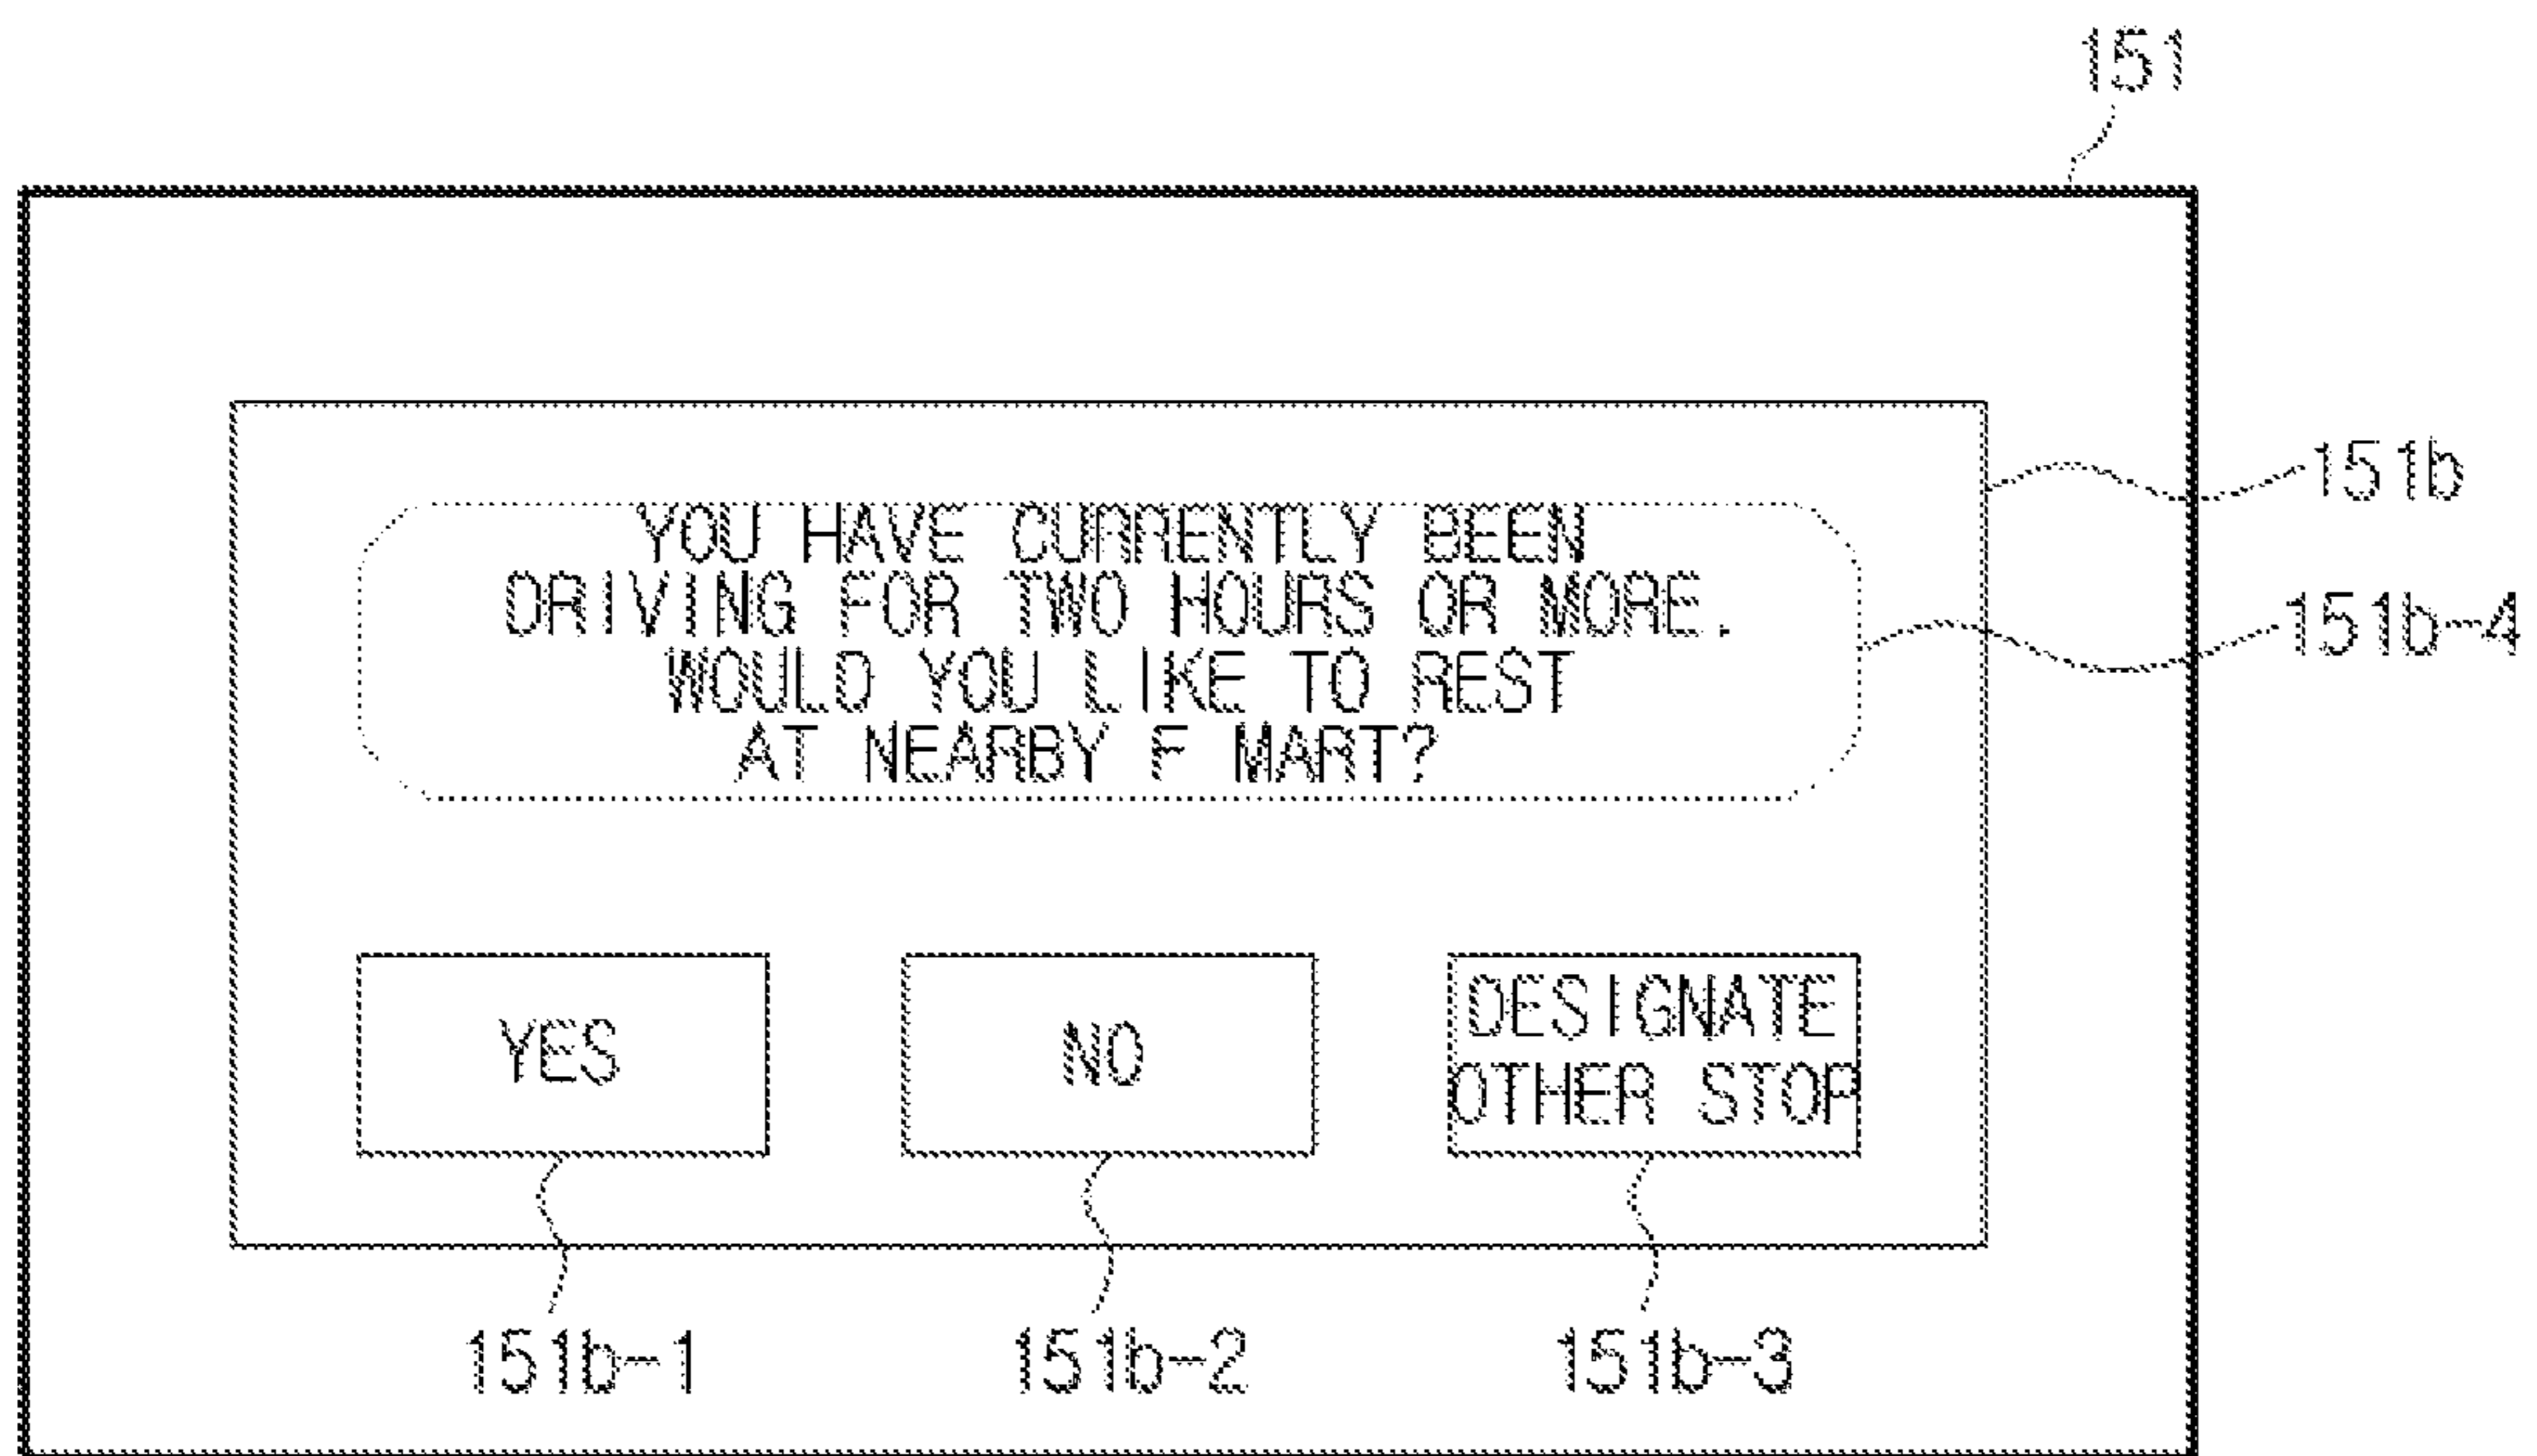 151
151b
YOU HAVE CURRENTLY BEEN
DRIVING FOR TWO HOURS OR MORE.
WOULD YOU LIKE TO REST
AT NEARBY F MART?
151b-4
YES
NO
DESIGNATE
OTHER STOP
151b-1
151b-2
151b-3